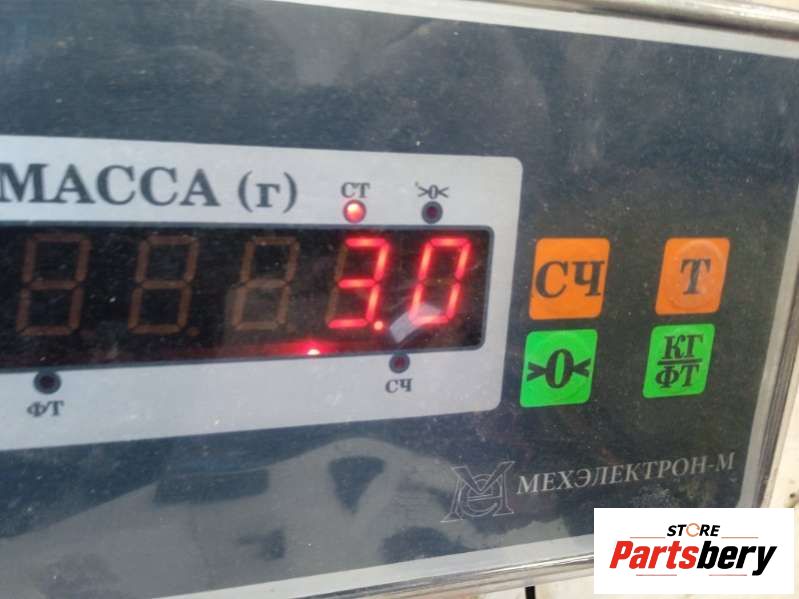 МАССА (г)
СТ
>0<
3.0
ФТ
СЧ
СЧ
Т
>0<
КГ
ФТ
МЕХЭЛЕКТРОН-М
STORE
Partsbery